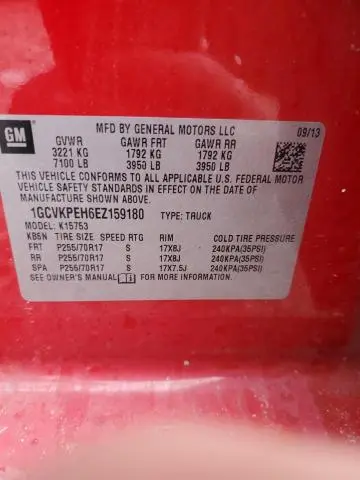 GM
MFD BY GENERAL MOTORS LLC 09/13
GVWR GAWR FRT GAWR RR
3221 KG 1792 KG 1792 KG
7100 LB 3950 LB 3950 LB
THIS VEHICLE CONFORMS TO ALL APPLICABLE U.S. FEDERAL MOTOR
VEHICLE SAFETY STANDARDS IN EFFECT ON THE DATE OF
MANUFACTURE SHOWN ABOVE.
1GCVKPEH6EZ159180 TYPE: TRUCK
MODEL: K15753
KB5N TIRE SIZE SPEED RTG RIM COLD TIRE PRESSURE
FRT P255/70R17 S 17X8J 240KPA(35PSI)
RR P255/70R17 S 17X8J 240KPA(35PSI)
SPA P255/70R17 S 17X7.5J 240KPA(35PSI)
SEE OWNER'S MANUAL FOR MORE INFORMATION.